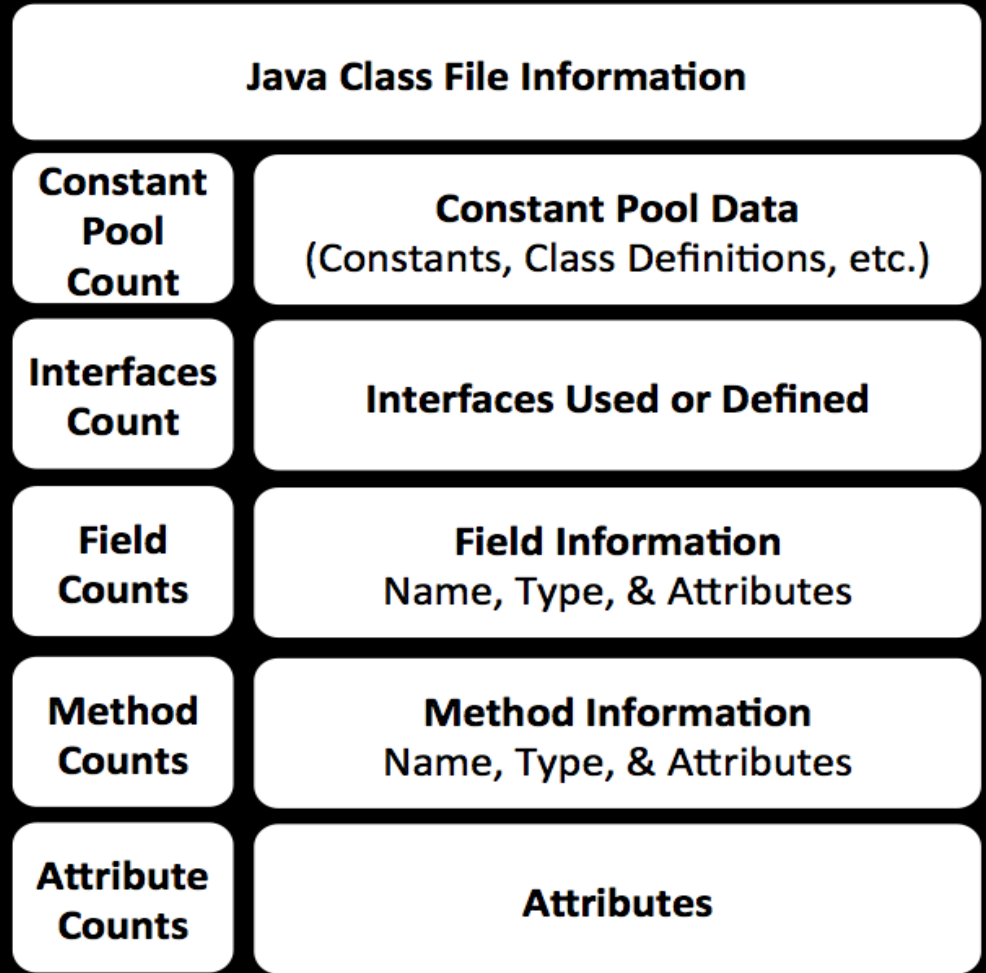 Java Class File Information
Constant
Pool
Count
Constant Pool Data
(Constants, Class Definitions, etc.)
Interfaces
Count
Interfaces Used or Defined
Field
Counts
Field Information
Name, Type, & Attributes
Method
Counts
Method Information
Name, Type, & Attributes
Attribute
Counts
Attributes